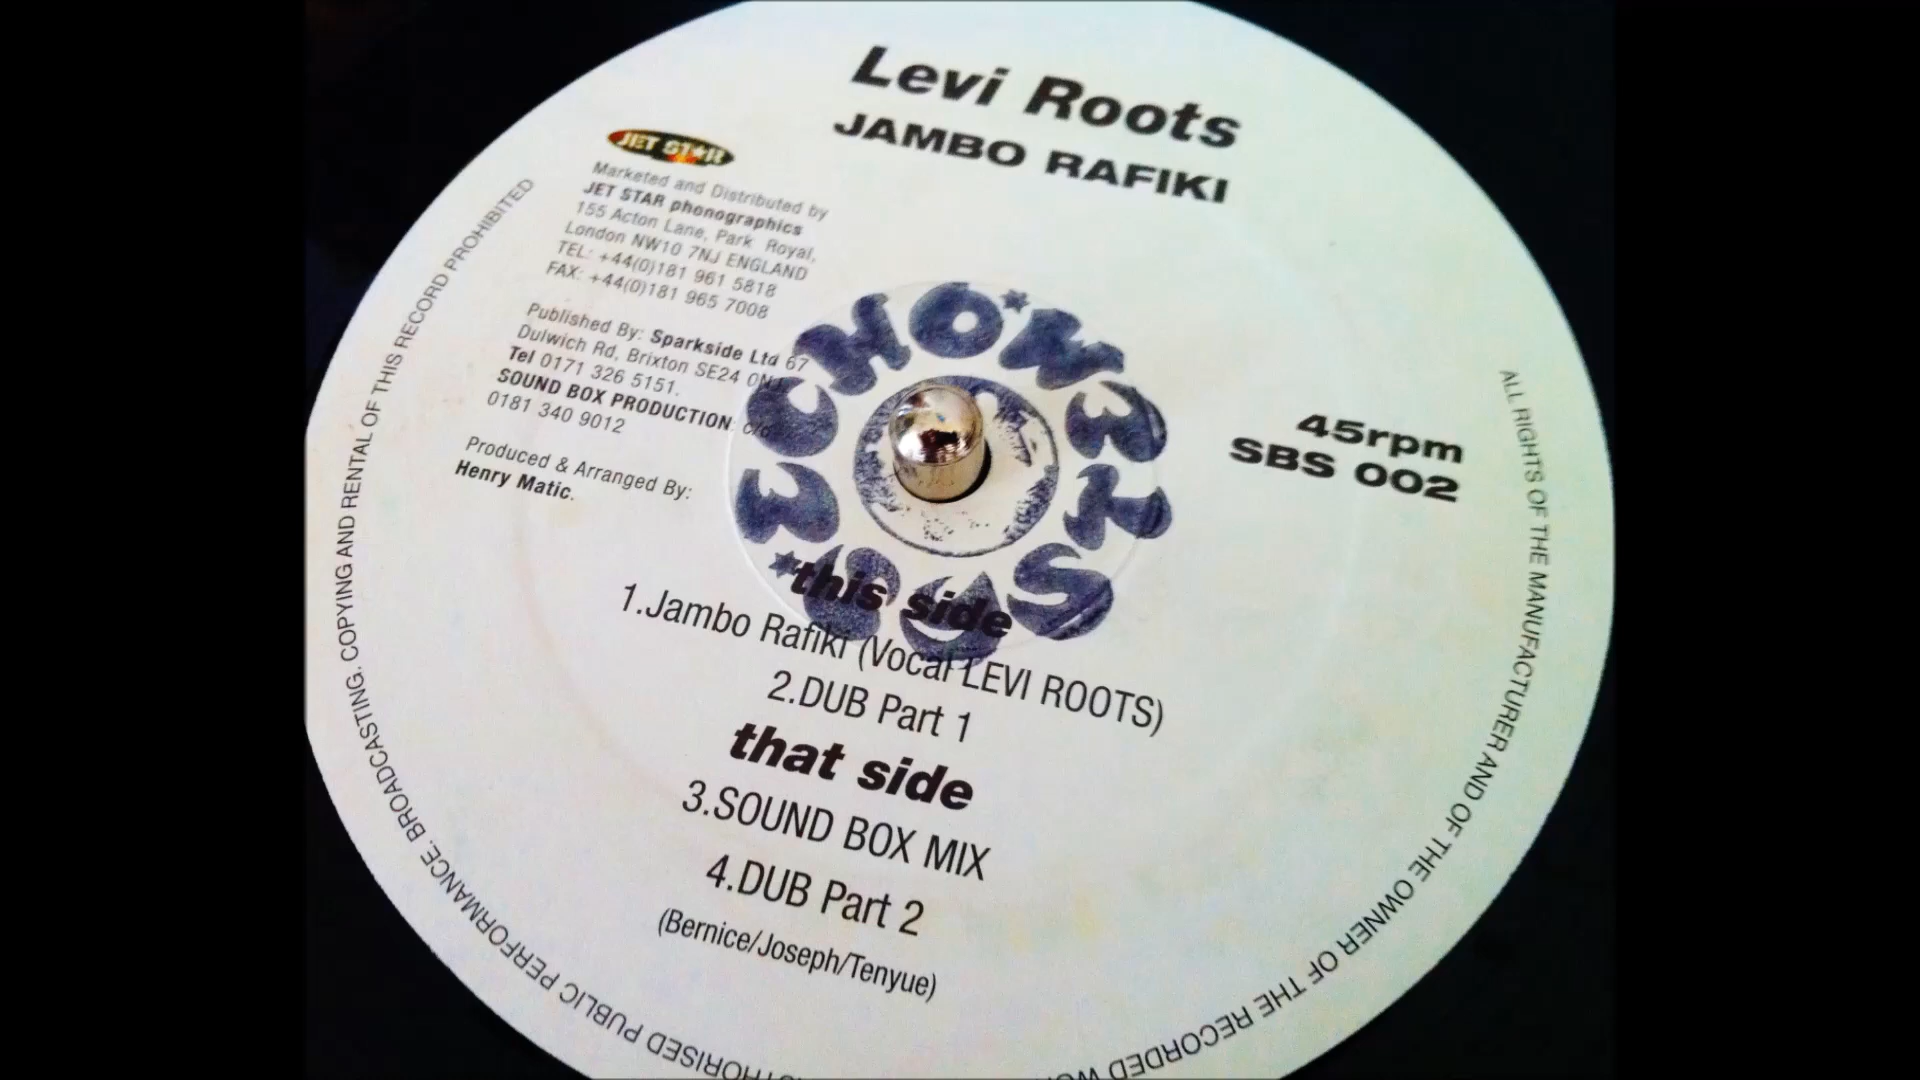 Levi Roots
JAMBO RAFIKI
JET ST★R
Marketed and Distributed by
JET STAR phonographics
155 Acton Lane, Park Royal,
London NW10 7NJ ENGLAND
TEL: +44(0)181 961 5818
FAX: +44(0)181 965 7008
Published By: Sparkside Ltd 67
Dulwich Rd, Brixton SE24
Tel 0171 326 5151.
SOUND BOX PRODUCTION: c/o
0181 340 9012
Produced & Arranged By:
Henry Matic.
45rpm
SBS 002
this side
1.Jambo Rafiki (Vocal LEVI ROOTS)
2.DUB Part 1
that side
3.SOUND BOX MIX
4.DUB Part 2
(Bernice/Joseph/Tenyue)
ALL RIGHTS OF THE MANUFACTURER AND OF THE OWNER OF THE RECORDED
PUBLIC PERFORMANCE. BROADCASTING. COPYING AND RENTAL OF THIS RECORD PROHIBITED